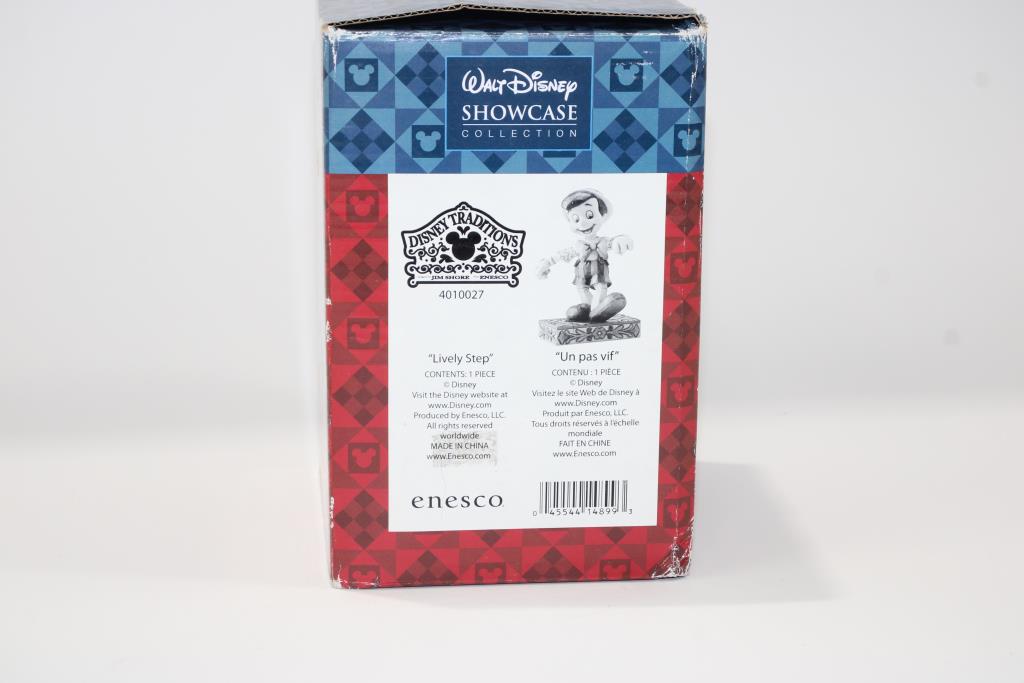 WALT DISNEY
SHOWCASE
COLLECTION
DISNEY TRADITIONS
JIM SHORE ENESCO
4010027
"Lively Step"
CONTENTS: 1 PIECE
© Disney
Visit the Disney website at
www.Disney.com
Produced by Enesco, LLC.
All rights reserved
worldwide
MADE IN CHINA
www.Enesco.com
"Un pas vif"
CONTENU : 1 PIÈCE
© Disney
Visitez le site Web de Disney à
www.Disney.com
Produit par Enesco, LLC.
Tous droits réservés à l'échelle
mondiale
FAIT EN CHINE
www.Enesco.com
enesco.
0 45544 14899 3